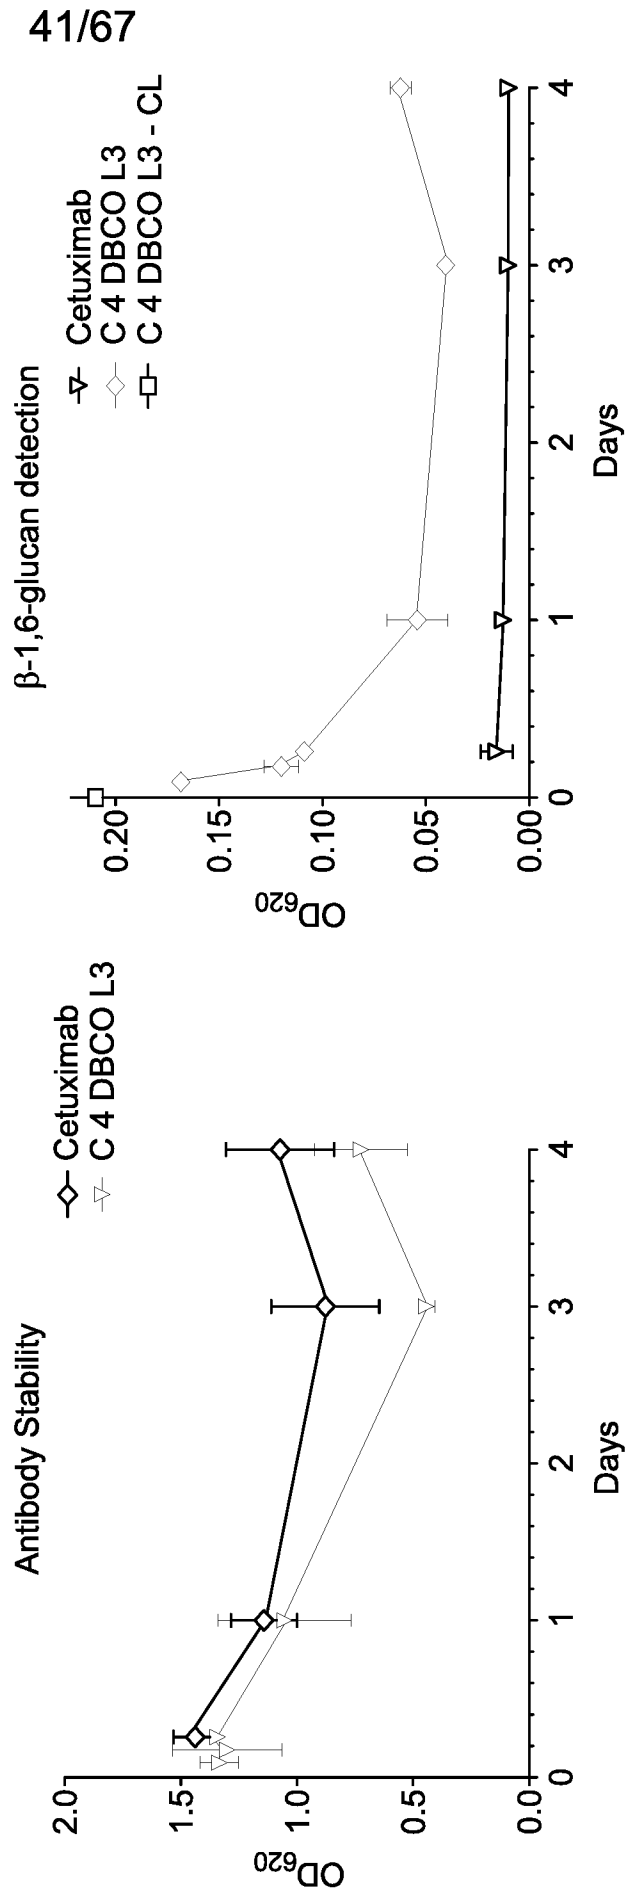 41/67
Antibody Stability
Cetuximab
C 4 DBCO L3
2.0
1.5
1.0
0.5
0.0
OD620
0 1 2 3 4
Days
β-1,6-glucan detection
Cetuximab
C 4 DBCO L3
C 4 DBCO L3 - CL
0.20
0.15
0.10
0.05
0.00
OD620
0 1 2 3 4
Days